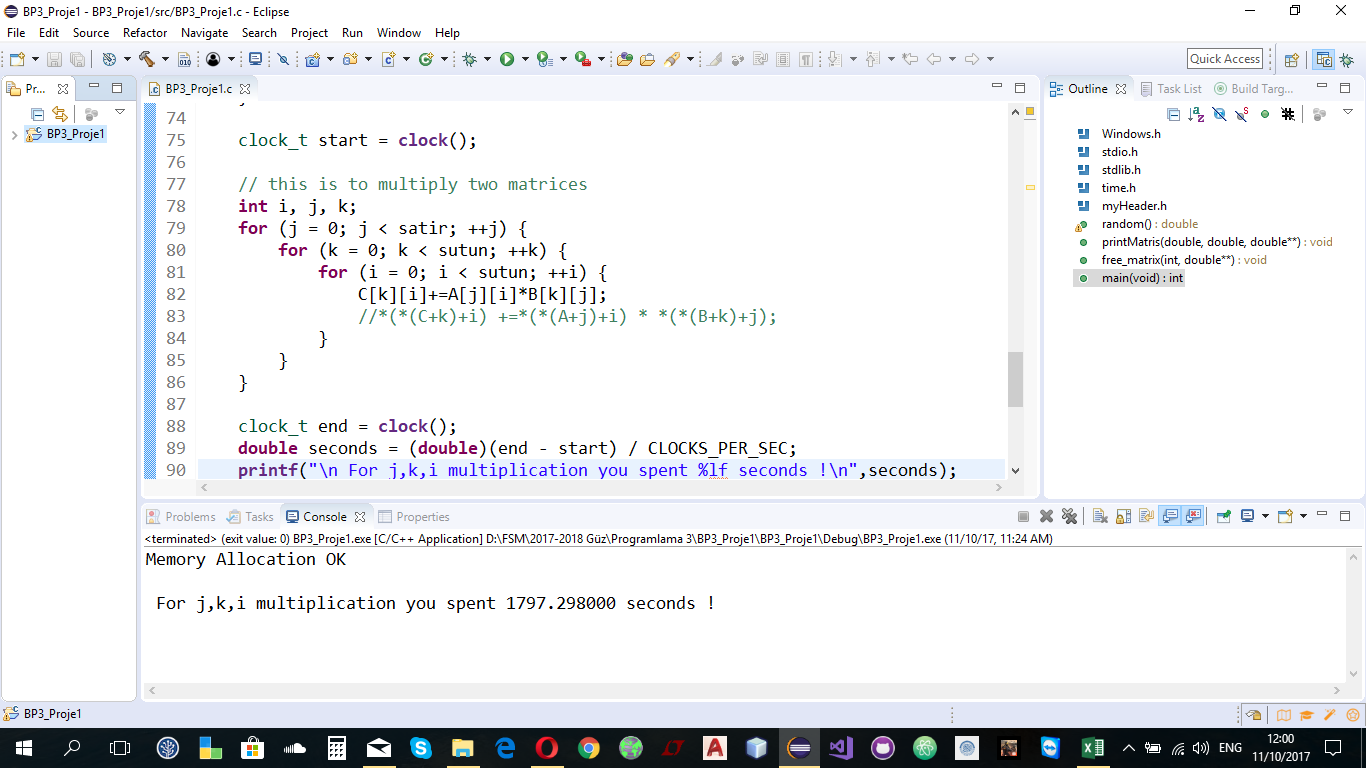 BP3_Proje1 - BP3_Proje1/src/BP3_Proje1.c - Eclipse
File Edit Source Refactor Navigate Search Project Run Window Help
Quick Access
Pr...
BP3_Proje1
BP3_Proje1.c
74
75 clock_t start = clock();
76
77 // this is to multiply two matrices
78 int i, j, k;
79 for (j = 0; j < satir; ++j) {
80 for (k = 0; k < sutun; ++k) {
81 for (i = 0; i < sutun; ++i) {
82 C[k][i]+=A[j][i]*B[k][j];
83 //*(*(C+k)+i) +=*(*(A+j)+i) * *(*(B+k)+j);
84 }
85 }
86 }
87
88 clock_t end = clock();
89 double seconds = (double)(end - start) / CLOCKS_PER_SEC;
90 printf("\n For j,k,i multiplication you spent %lf seconds !\n",seconds);
Outline Task List Build Targ...
Windows.h
stdio.h
stdlib.h
time.h
myHeader.h
random() : double
printMatris(double, double, double**) : void
free_matrix(int, double**) : void
main(void) : int
Problems Tasks Console Properties
<terminated> (exit value: 0) BP3_Proje1.exe [C/C++ Application] D:\FSM\2017-2018 Güz\Programlama 3\BP3_Proje1\BP3_Proje1\Debug\BP3_Proje1.exe (11/10/17, 11:24 AM)
Memory Allocation OK
For j,k,i multiplication you spent 1797.298000 seconds !
BP3_Proje1
ENG
12:00
11/10/2017